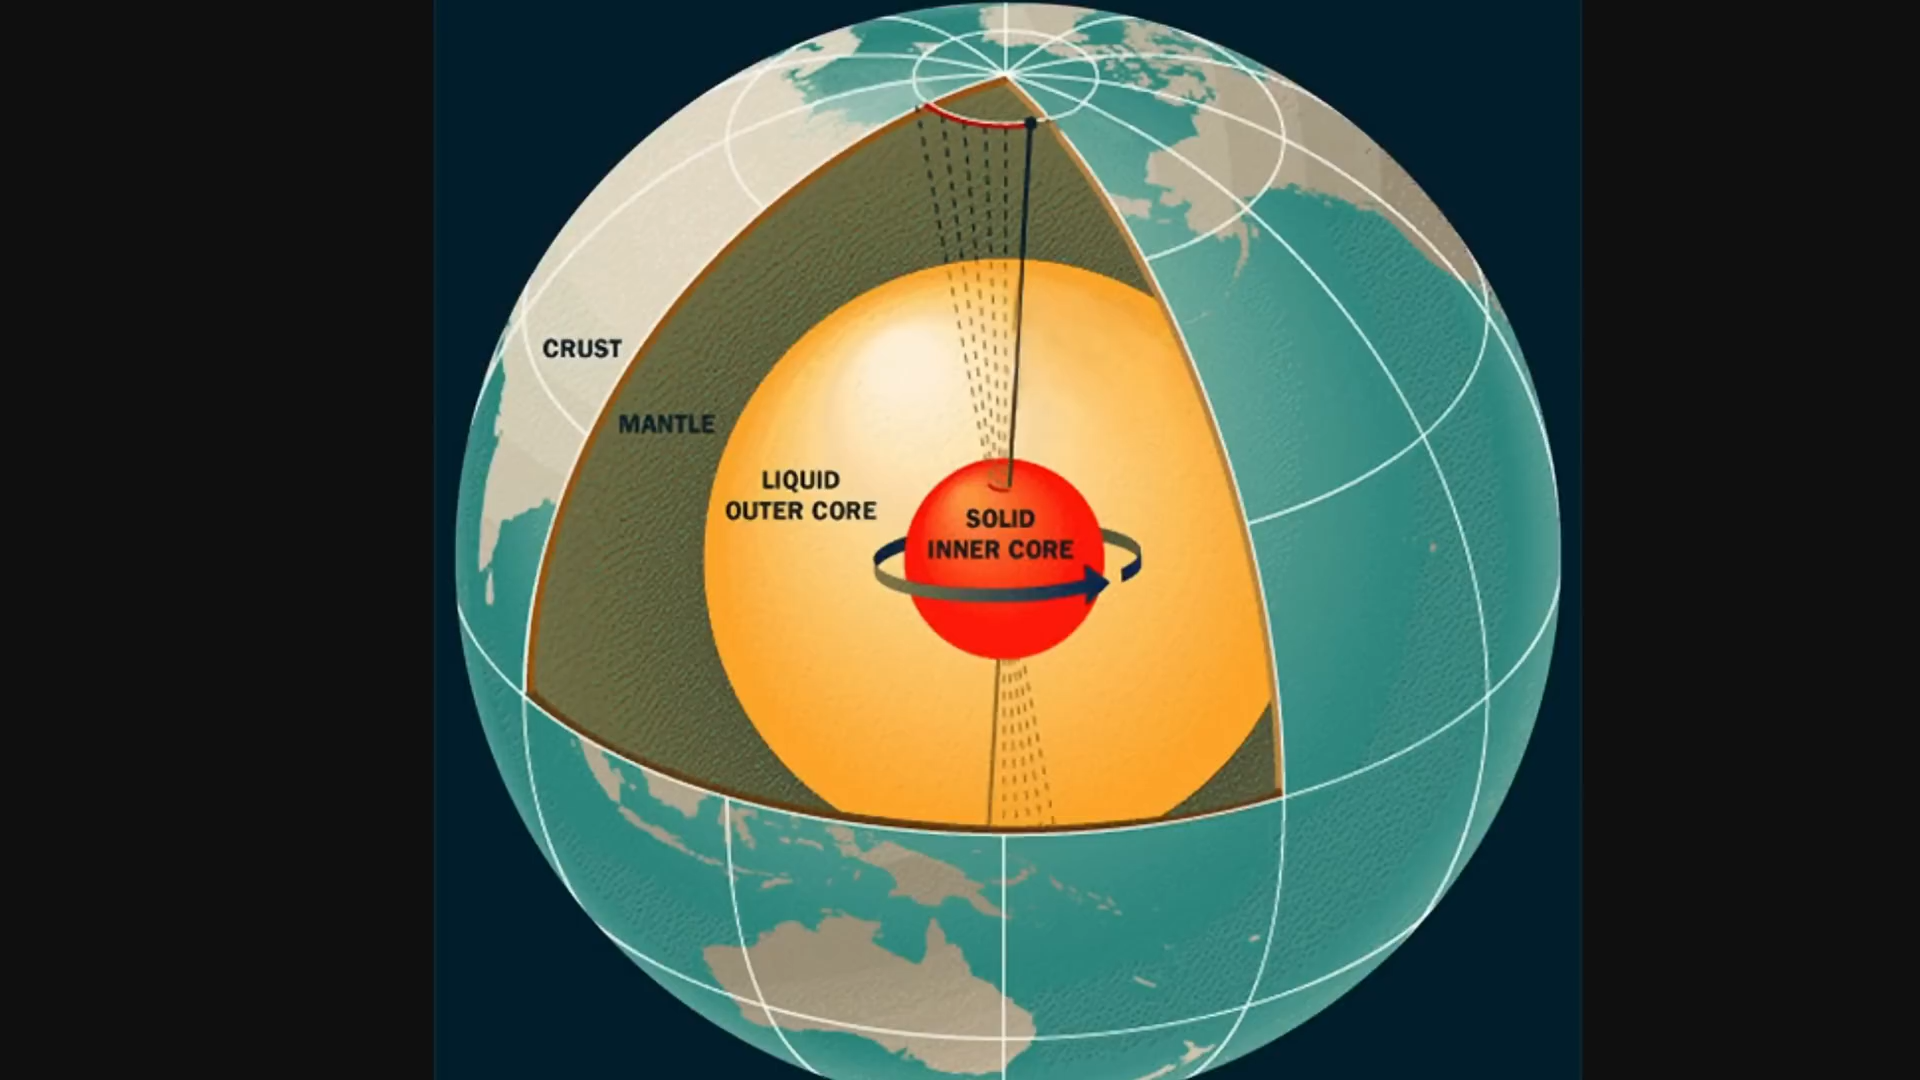 CRUST
MANTLE
LIQUID
OUTER CORE
SOLID
INNER CORE